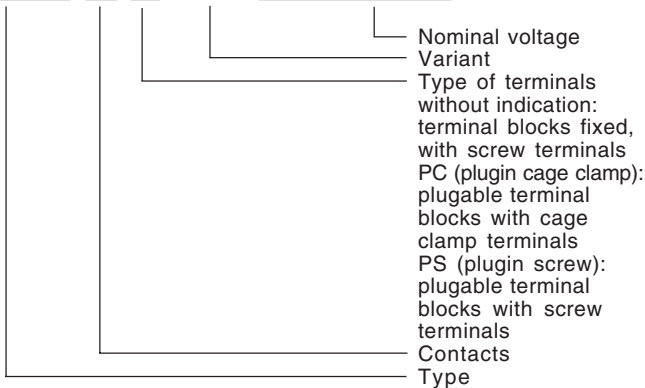 Nominal voltage
Variant
Type of terminals
without indication:
terminal blocks fixed,
with screw terminals
PC (plugin cage clamp):
plugable terminal
blocks with cage
clamp terminals
PS (plugin screw):
plugable terminal
blocks with screw
terminals
Contacts
Type